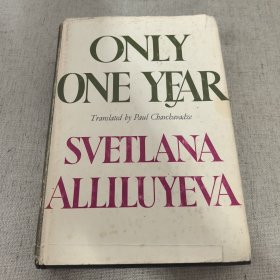 ONLY
ONE YEAR
Translated by Paul Chavchavadze
SVETLANA
ALLILUYEVA